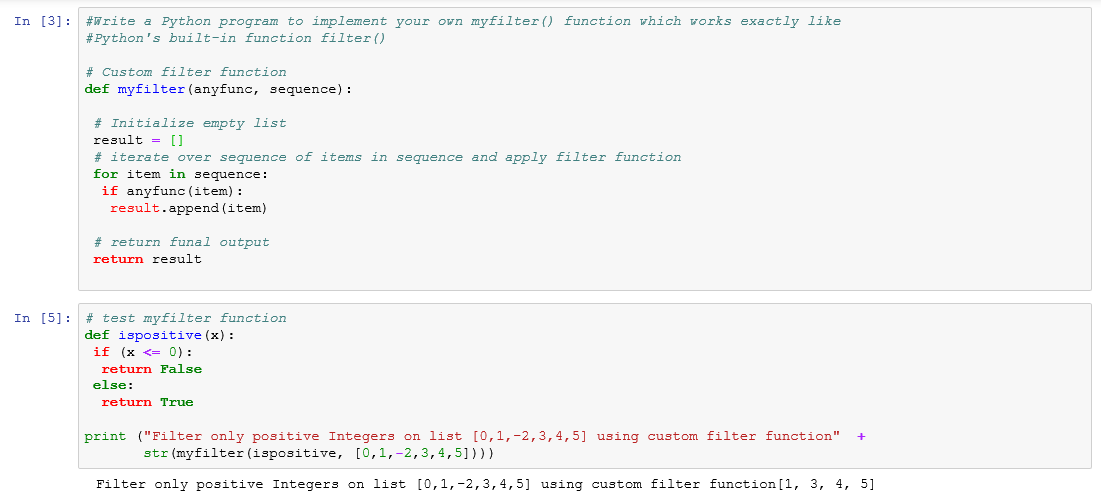 In [3]: #Write a Python program to implement your own myfilter() function which works exactly like
#Python's built-in function filter()
# Custom filter function
def myfilter(anyfunc, sequence):
# Initialize empty list
result = []
# iterate over sequence of items in sequence and apply filter function
for item in sequence:
if anyfunc(item):
result.append(item)
# return funal output
return result
In [5]: # test myfilter function
def ispositive(x):
if (x <= 0):
return False
else:
return True
print ("Filter only positive Integers on list [0,1,-2,3,4,5] using custom filter function" +
str(myfilter(ispositive, [0,1,-2,3,4,5])))
Filter only positive Integers on list [0,1,-2,3,4,5] using custom filter function[1, 3, 4, 5]